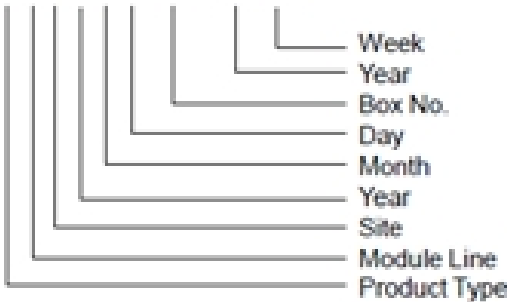 Week
Year
Box No.
Day
Month
Year
Site
Module Line
Product Type